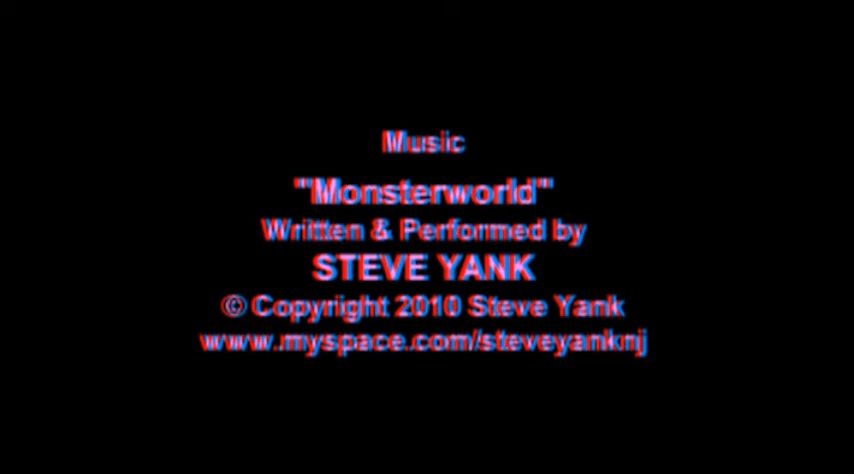 Music
"Monsterworld"
Written & Performed by
STEVE YANK
© Copyright 2010 Steve Yank
www.myspace.com/steveyanknj